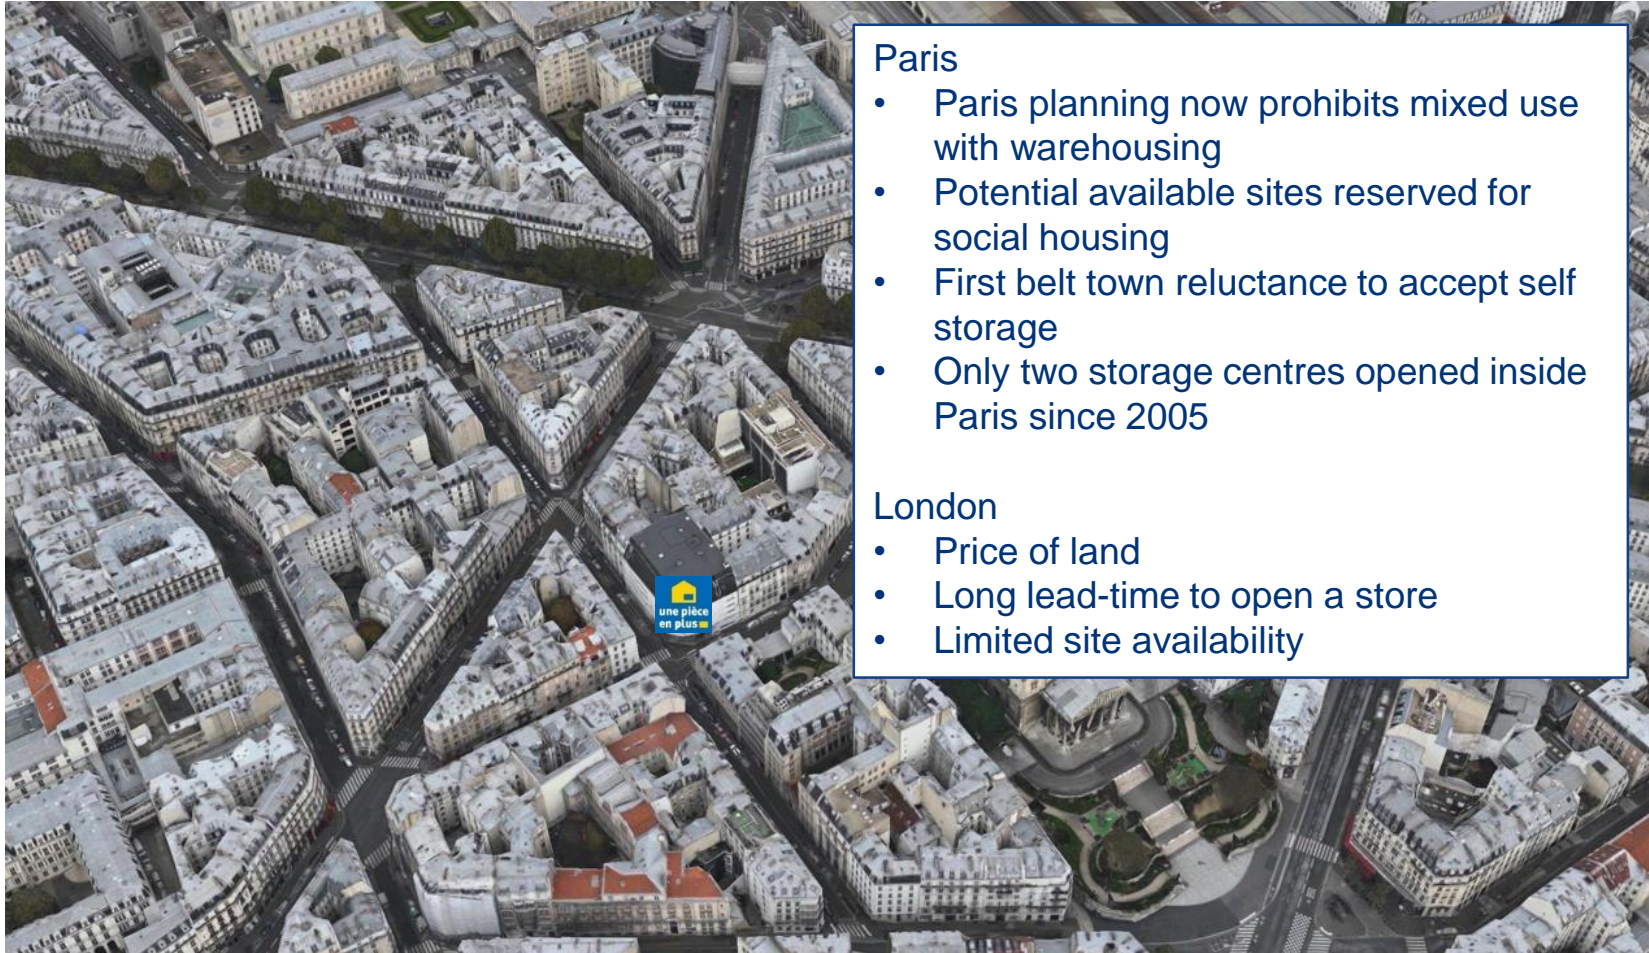 Paris
• Paris planning now prohibits mixed use
with warehousing
• Potential available sites reserved for
social housing
• First belt town reluctance to accept self
storage
• Only two storage centres opened inside
Paris since 2005
London
• Price of land
• Long lead-time to open a store
• Limited site availability
une pièce
en plus